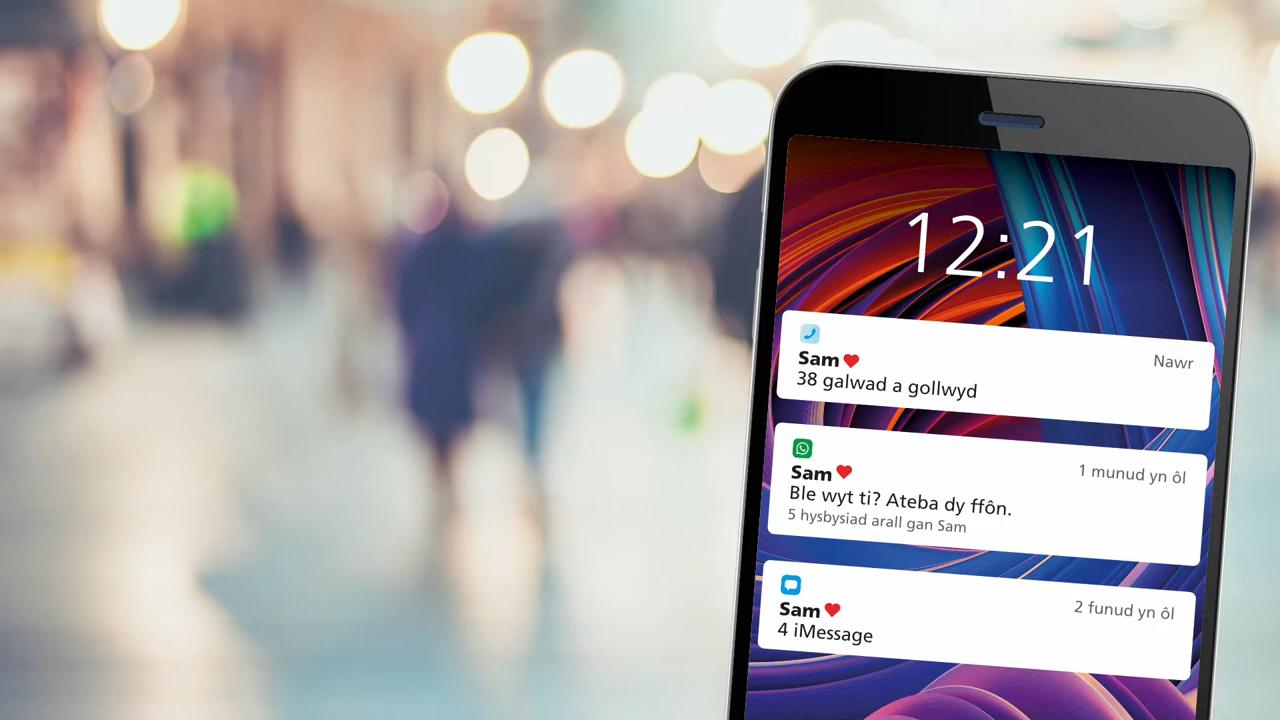 12:21
Sam❤ Nawr
38 galwad a gollwyd
Sam❤ 1 munud yn ôl
Ble wyt ti? Ateba dy ffôn.
5 hysbysiad arall gan Sam
Sam❤ 2 funud yn ôl
4 iMessage